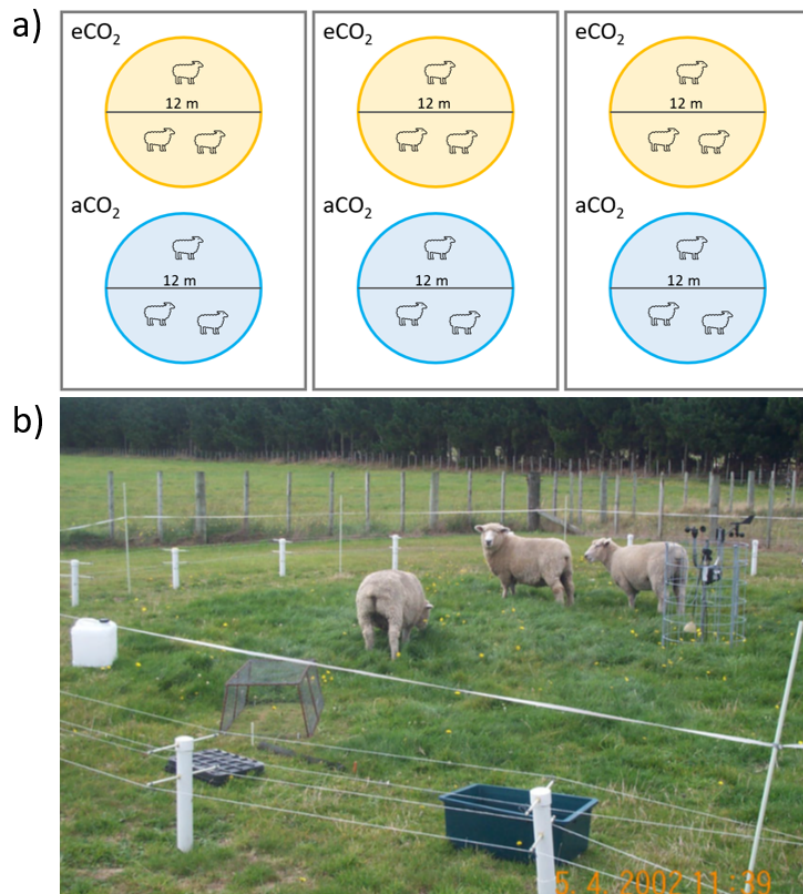 a)
eCO₂ eCO₂ eCO₂
12 m 12 m 12 m
aCO₂ aCO₂ aCO₂
12 m 12 m 12 m
b)
5. 4. 2002 11:39